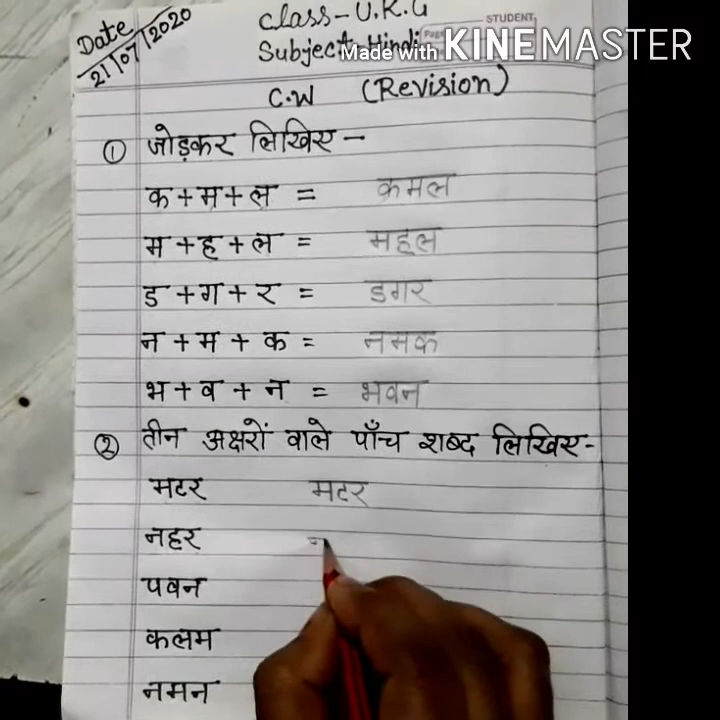 Date 21/07/2020
Class-U.K.G
STUDENT
Subject-Hindi
Made with KINEMASTER
C.W (Revision)
① जोड़कर लिखिए-
क+म+ल = कमल
म+ह+ल = महल
ड+ग+र = डगर
न+म+क = नमक
भ+व+न = भवन
② तीन अक्षरों वाले पाँच शब्द लिखिए-
मटर मटर
नहर
पवन
कलम
नमन